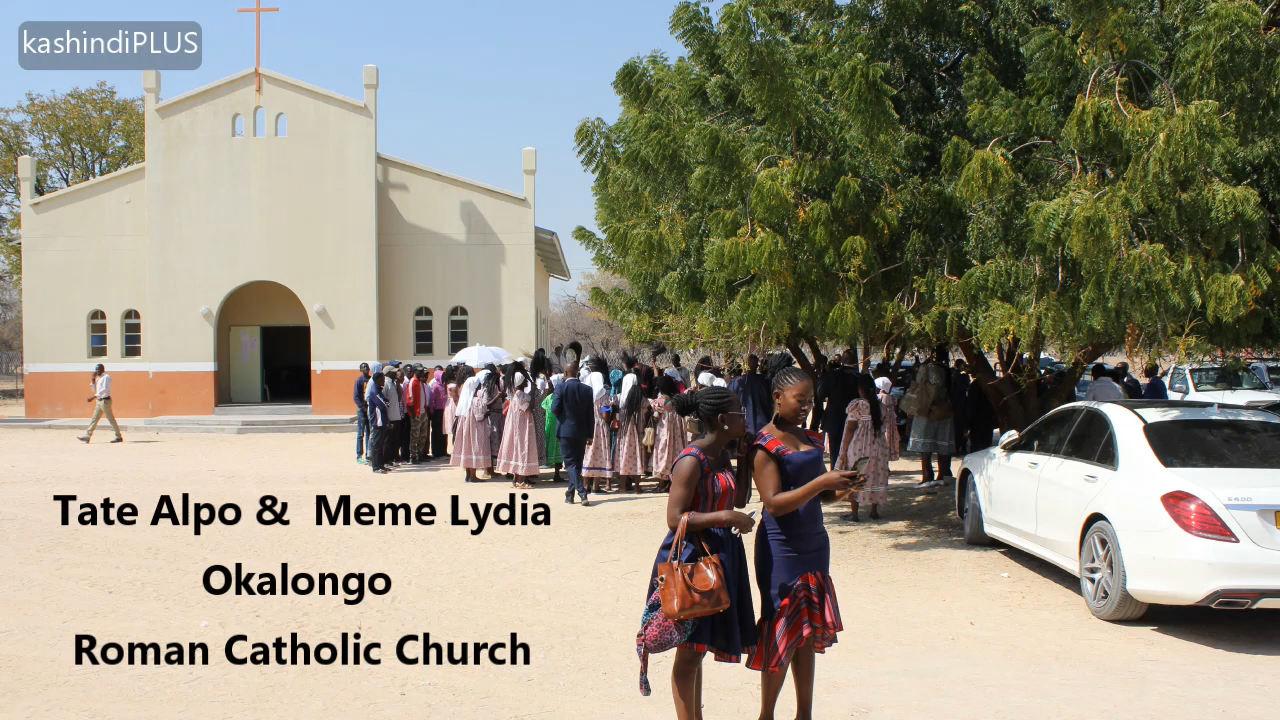 kashindiPLUS
Tate Alpo & Meme Lydia
Okalongo
Roman Catholic Church